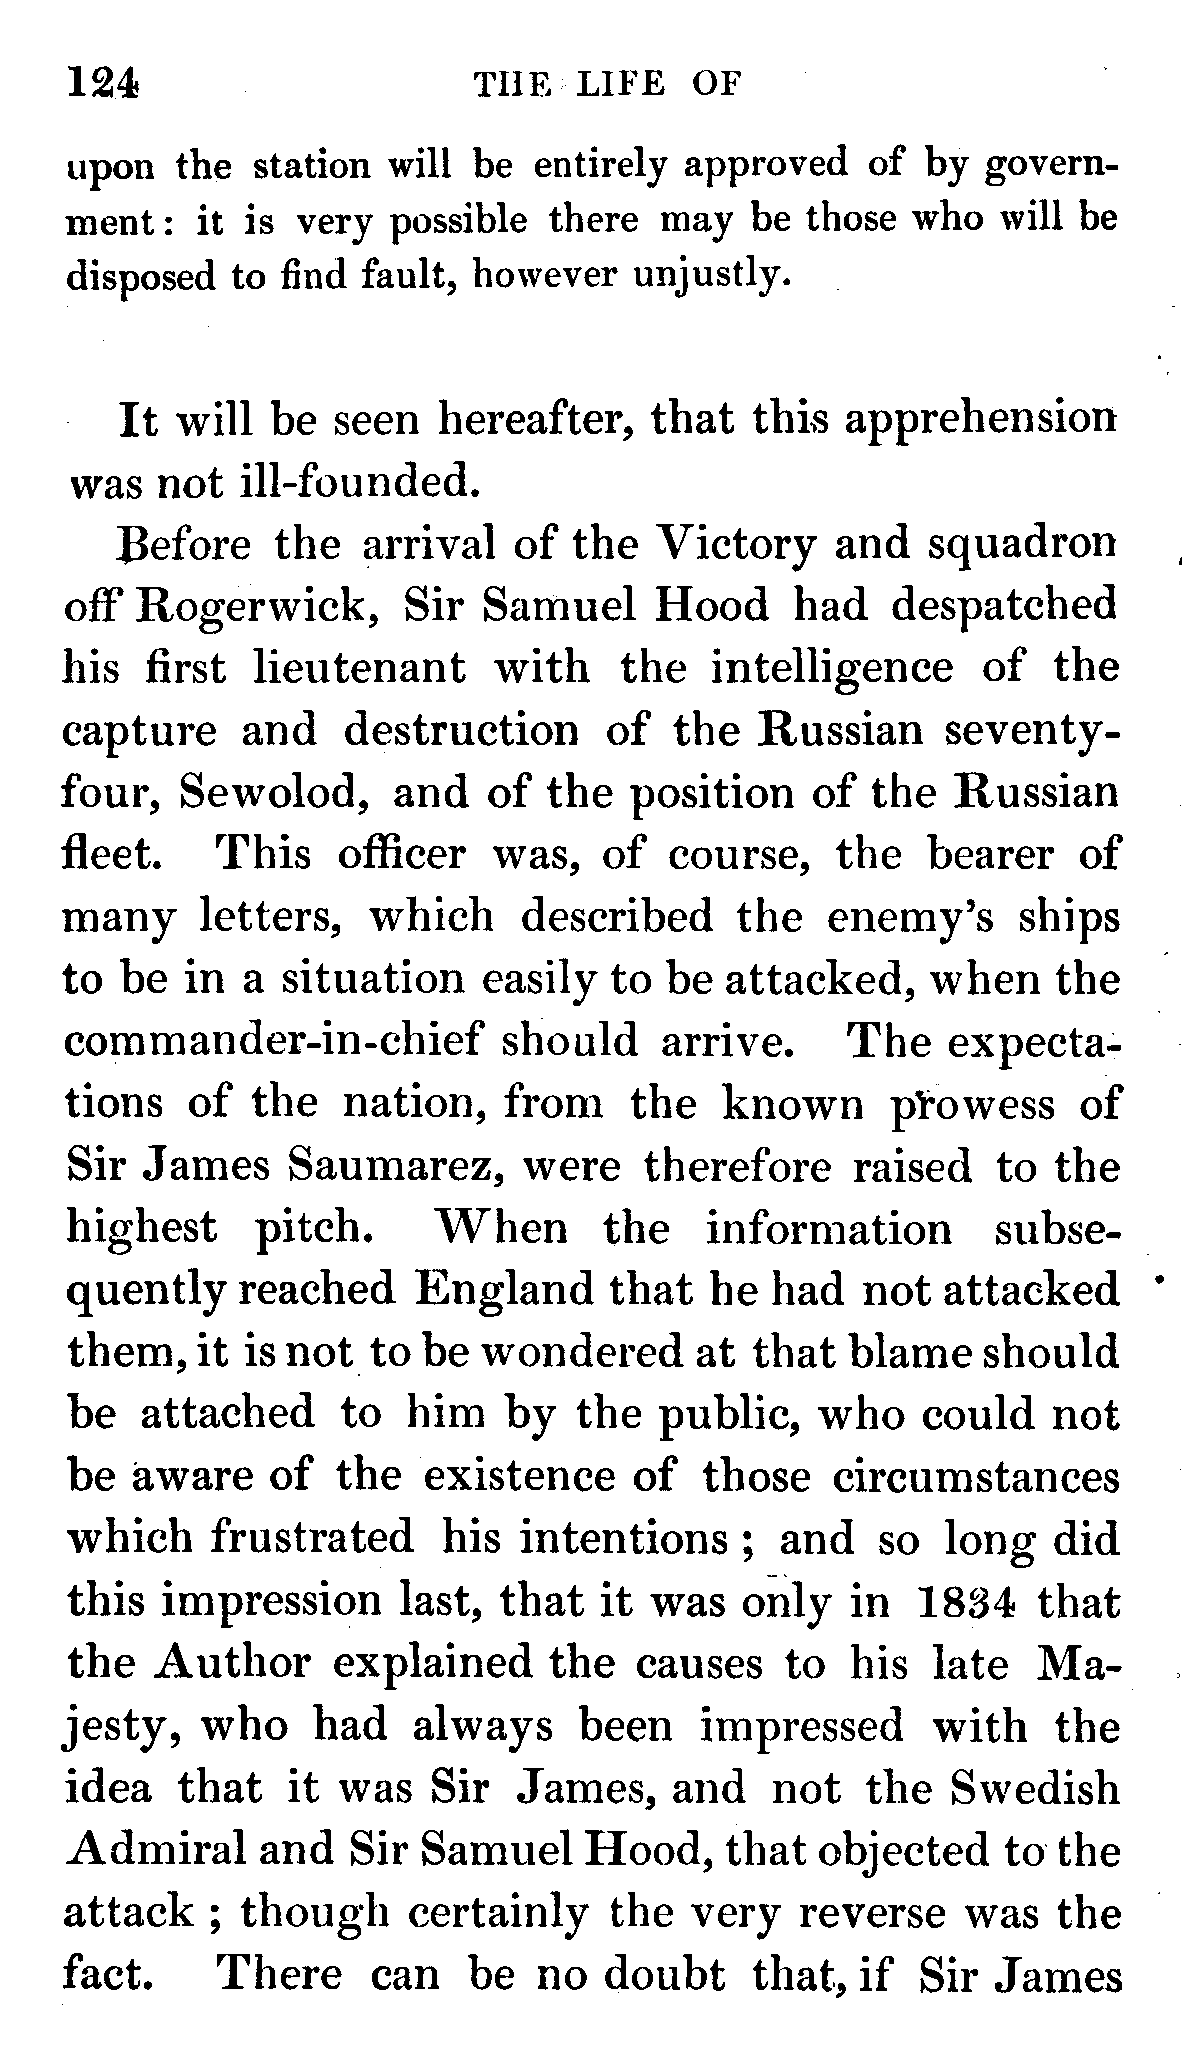 124 THE LIFE OF
upon the station will be entirely approved of by govern-
ment: it is very possible there may be those who will be
disposed to find fault, however unjustly.
It will be seen hereafter, that this apprehension
was not ill-founded.
Before the arrival of the Victory and squadron
off Rogerwick, Sir Samuel Hood had despatched
his first lieutenant with the intelligence of the
capture and destruction of the Russian seventy-
four, Sewolod, and of the position of the Russian
fleet. This officer was, of course, the bearer of
many letters, which described the enemy's ships
to be in a situation easily to be attacked, when the
commander-in-chief should arrive. The expecta-
tions of the nation, from the known prowess of
Sir James Saumarez, were therefore raised to the
highest pitch. When the information subse-
quently reached England that he had not attacked
them, it is not to be wondered at that blame should
be attached to him by the public, who could not
be aware of the existence of those circumstances
which frustrated his intentions ; and so long did
this impression last, that it was only in 1834 that
the Author explained the causes to his late Ma-
jesty, who had always been impressed with the
idea that it was Sir James, and not the Swedish
Admiral and Sir Samuel Hood, that objected to the
attack ; though certainly the very reverse was the
fact. There can be no doubt that, if Sir James